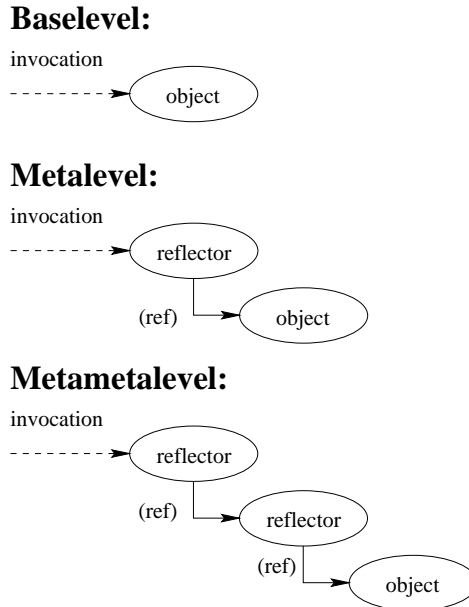 Baselevel:
invocation
object
Metalevel:
invocation
reflector
(ref)
object
Metametalevel:
invocation
reflector
(ref)
reflector
(ref)
object